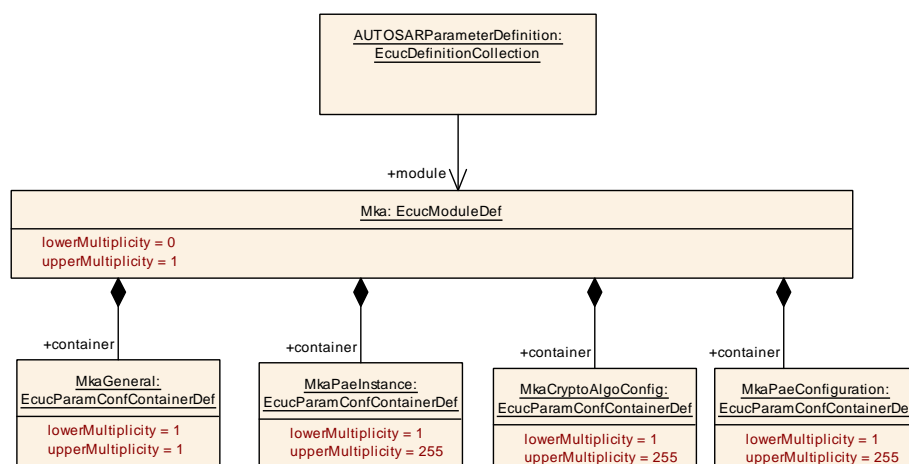 AUTOSARParameterDefinition:
EcucDefinitionCollection
+module
Mka: EcucModuleDef
lowerMultiplicity = 0
upperMultiplicity = 1
+container
+container
+container
+container
MkaGeneral:
EcucParamConfContainerDef
lowerMultiplicity = 1
upperMultiplicity = 1
MkaPaeInstance:
EcucParamConfContainerDef
lowerMultiplicity = 1
upperMultiplicity = 255
MkaCryptoAlgoConfig:
EcucParamConfContainerDef
lowerMultiplicity = 1
upperMultiplicity = 255
MkaPaeConfiguration:
EcucParamConfContainerDef
lowerMultiplicity = 1
upperMultiplicity = 255